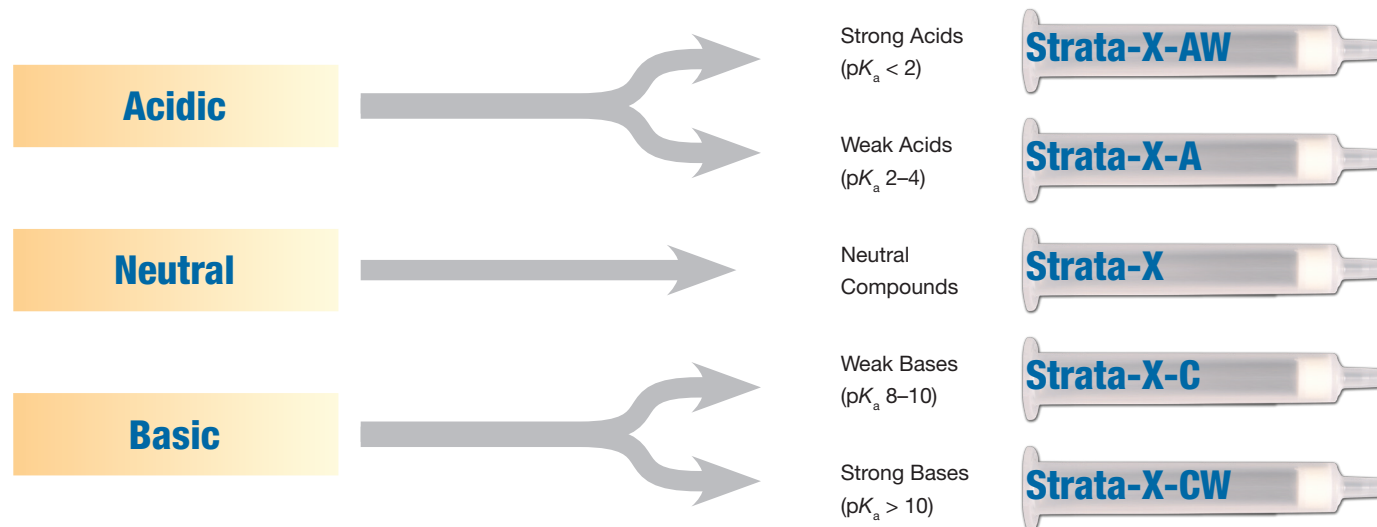 Acidic
Strong Acids
(pKa < 2)
Strata-X-AW
Weak Acids
(pKa 2–4)
Strata-X-A
Neutral
Neutral
Compounds
Strata-X
Basic
Weak Bases
(pKa 8–10)
Strata-X-C
Strong Bases
(pKa > 10)
Strata-X-CW